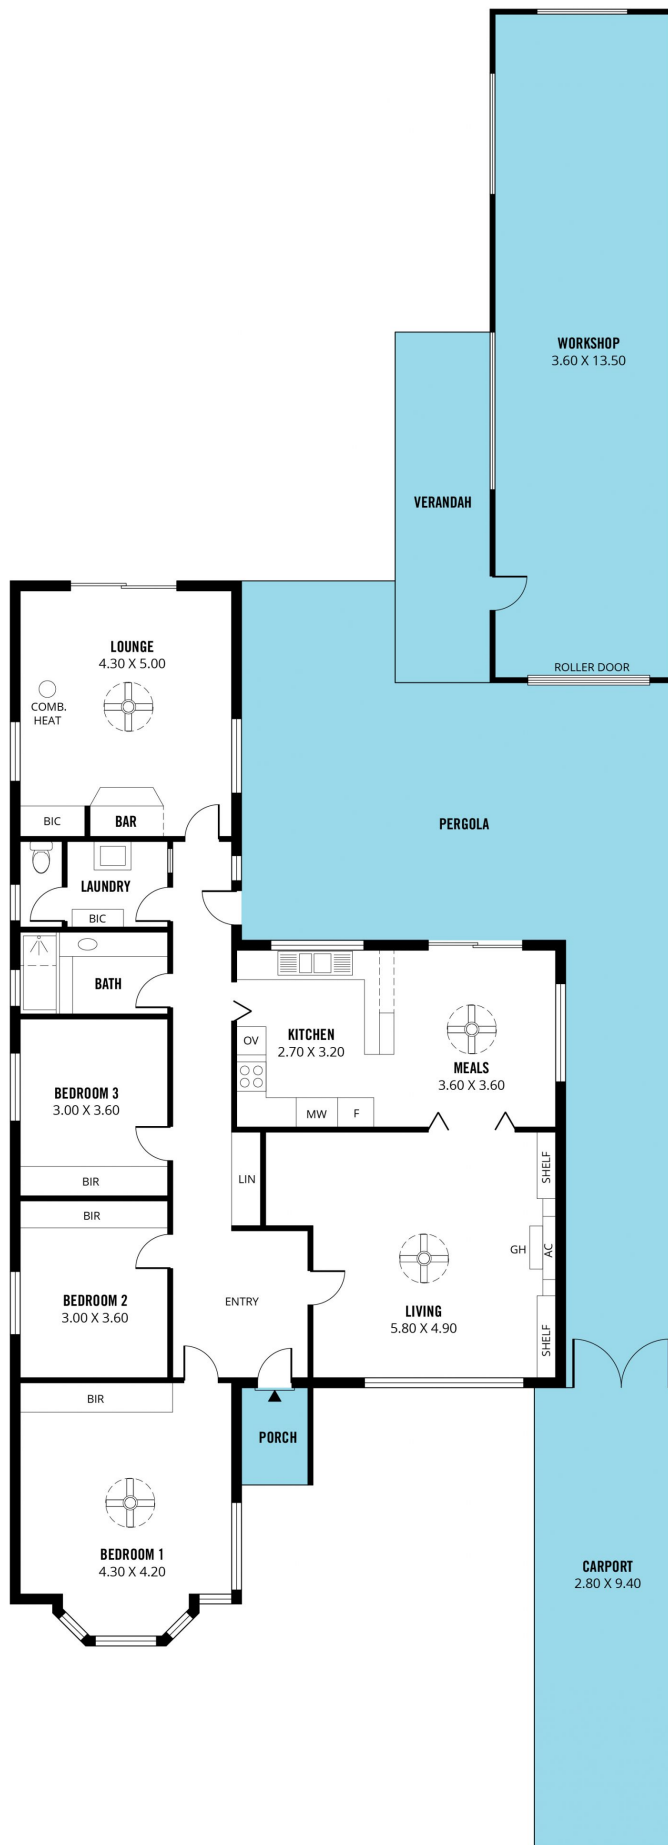 WORKSHOP
3.60 X 13.50
VERANDAH
ROLLER DOOR
LOUNGE
4.30 X 5.00
COMB.
HEAT
BIC
BAR
PERGOLA
LAUNDRY
BIC
BATH
KITCHEN
2.70 X 3.20
OV
MW
F
MEALS
3.60 X 3.60
BEDROOM 3
3.00 X 3.60
BIR
LIN
SHELF
GH
AC
SHELF
LIVING
5.80 X 4.90
BIR
BEDROOM 2
3.00 X 3.60
ENTRY
BIR
PORCH
BEDROOM 1
4.30 X 4.20
CARPORT
2.80 X 9.40